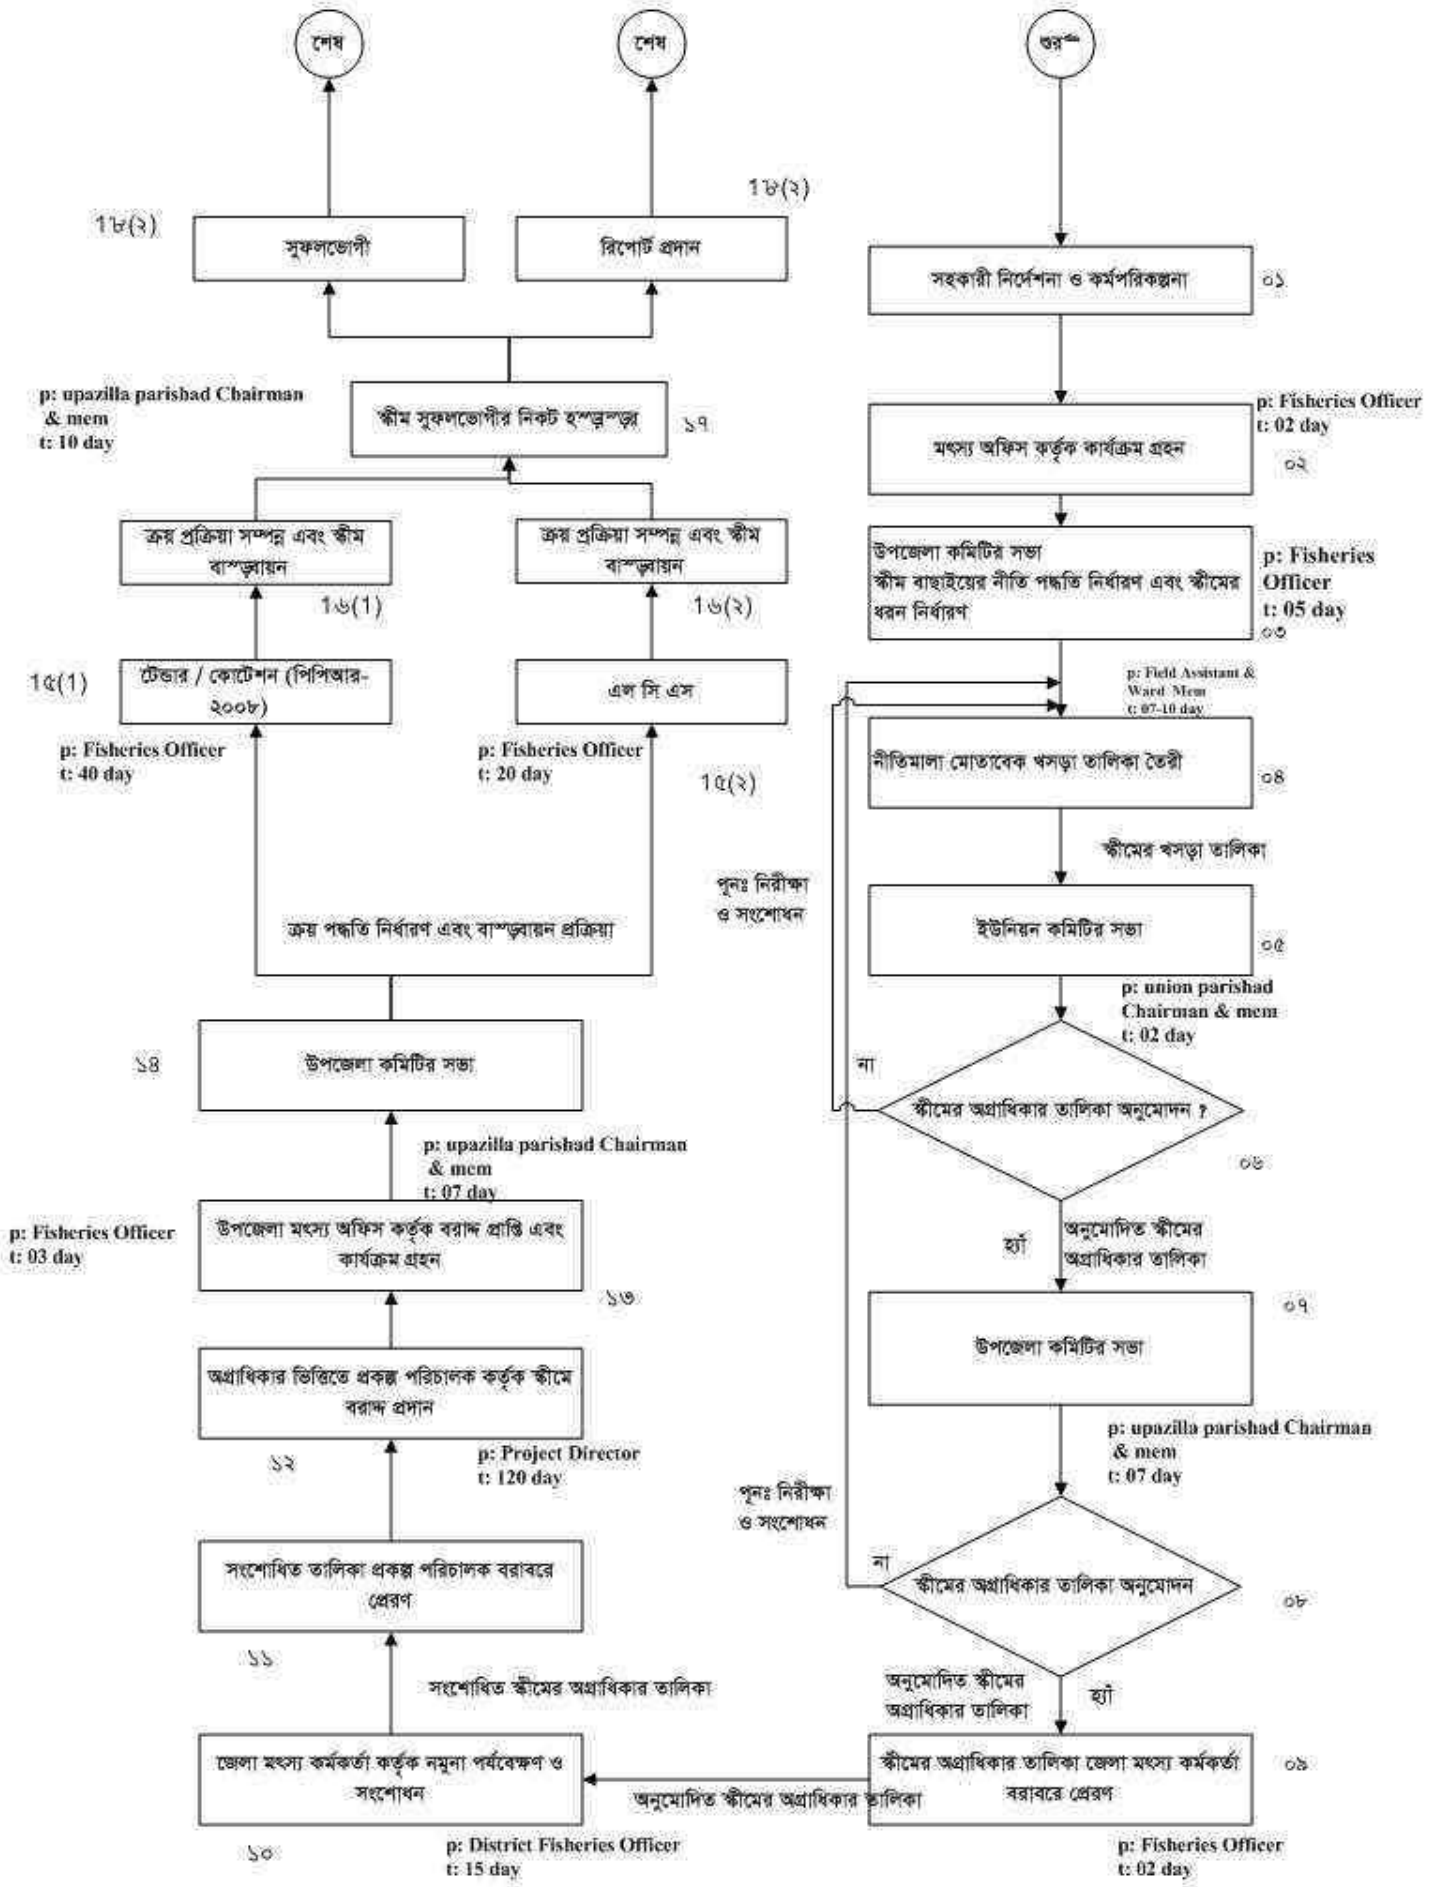 শেষ
শেষ
শুরু
সহকারী নির্দেশনা ও কর্মপরিকল্পনা
০১
p: Fisheries Officer
t: 02 day
মৎস্য অফিস কর্তৃক কার্যক্রম গ্রহন
০২
উপজেলা কমিটির সভা
স্কীম বাছাইয়ের নীতি পদ্ধতি নির্ধারণ এবং স্কীমের
ধরন নির্ধারণ
p: Fisheries
Officer
t: 05 day
০৩
p: Field Assistant &
Ward Mem
t: 07-10 day
নীতিমালা মোতাবেক খসড়া তালিকা তৈরী
০৪
স্কীমের খসড়া তালিকা
ইউনিয়ন কমিটির সভা
০৫
p: union parishad
Chairman & mem
t: 02 day
পূনঃ নিরীক্ষা
ও সংশোধন
না
স্কীমের অগ্রাধিকার তালিকা অনুমোদন ?
০৬
হ্যাঁ
অনুমোদিত স্কীমের
অগ্রাধিকার তালিকা
০৭
উপজেলা কমিটির সভা
p: upazilla parishad Chairman
& mem
t: 07 day
পূনঃ নিরীক্ষা
ও সংশোধন
না
স্কীমের অগ্রাধিকার তালিকা অনুমোদন
০৮
অনুমোদিত স্কীমের
অগ্রাধিকার তালিকা
হ্যাঁ
স্কীমের অগ্রাধিকার তালিকা জেলা মৎস্য কর্মকর্তা
বরাবরে প্রেরণ
০৯
p: Fisheries Officer
t: 02 day
অনুমোদিত স্কীমের অগ্রাধিকার তালিকা
জেলা মৎস্য কর্মকর্তা কর্তৃক নমুনা পর্যবেক্ষণ ও
সংশোধন
১০
p: District Fisheries Officer
t: 15 day
সংশোধিত স্কীমের অগ্রাধিকার তালিকা
১১
সংশোধিত তালিকা প্রকল্প পরিচালক বরাবরে
প্রেরণ
১২
p: Project Director
t: 120 day
অগ্রাধিকার ভিত্তিতে প্রকল্প পরিচালক কর্তৃক স্কীমে
বরাদ্দ প্রদান
১৩
p: Fisheries Officer
t: 03 day
উপজেলা মৎস্য অফিস কর্তৃক বরাদ্দ প্রাপ্তি এবং
কার্যক্রম গ্রহন
p: upazilla parishad Chairman
& mem
t: 07 day
১৪
উপজেলা কমিটির সভা
ক্রয় পদ্ধতি নির্ধারণ এবং বাস্ড়্বায়ন প্রক্রিয়া
p: Fisheries Officer
t: 40 day
p: Fisheries Officer
t: 20 day
1৫(২)
1৫(1)
টেন্ডার / কোটেশন (পিপিআর-
২০০৮)
এল সি এস
1৬(1)
1৬(২)
ক্রয় প্রক্রিয়া সম্পন্ন এবং স্কীম
বাস্ড়্বায়ন
ক্রয় প্রক্রিয়া সম্পন্ন এবং স্কীম
বাস্ড়্বায়ন
p: upazilla parishad Chairman
& mem
t: 10 day
স্কীম সুফলভোগীর নিকট হস্ড়্স্ড়্র
১৭
1৮(২)
সুফলভোগী
1৮(২)
রিপোর্ট প্রদান